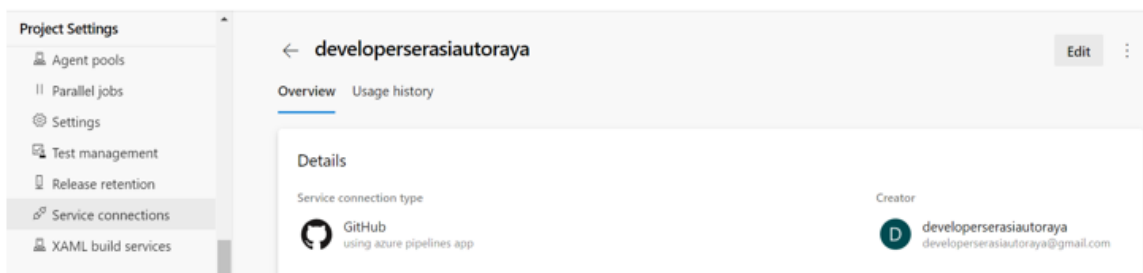 Project Settings
Agent pools
Parallel jobs
Settings
Test management
Release retention
Service connections
XAML build services
developerserasiautoraya
Edit
Overview Usage history
Details
Service connection type
GitHub
using azure pipelines app
Creator
D
developerserasiautoraya
developerserasiautoraya@gmail.com